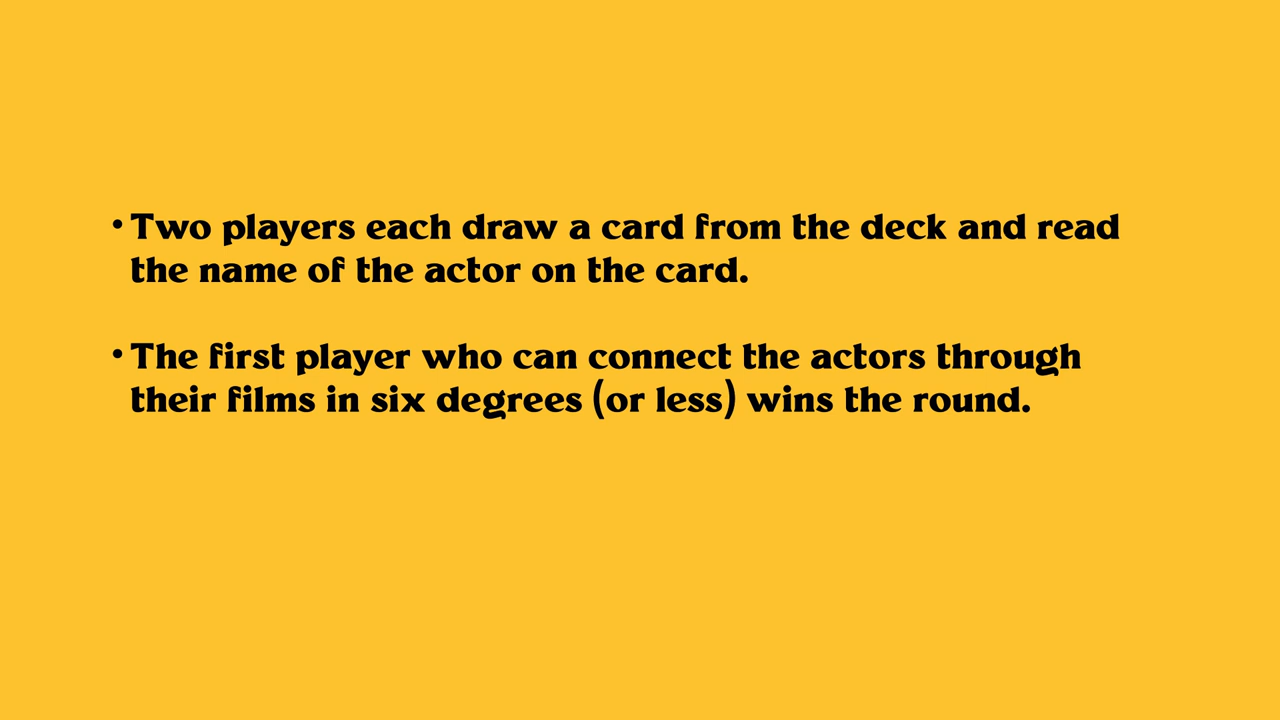 • Two players each draw a card from the deck and read
the name of the actor on the card.
• The first player who can connect the actors through
their films in six degrees (or less) wins the round.